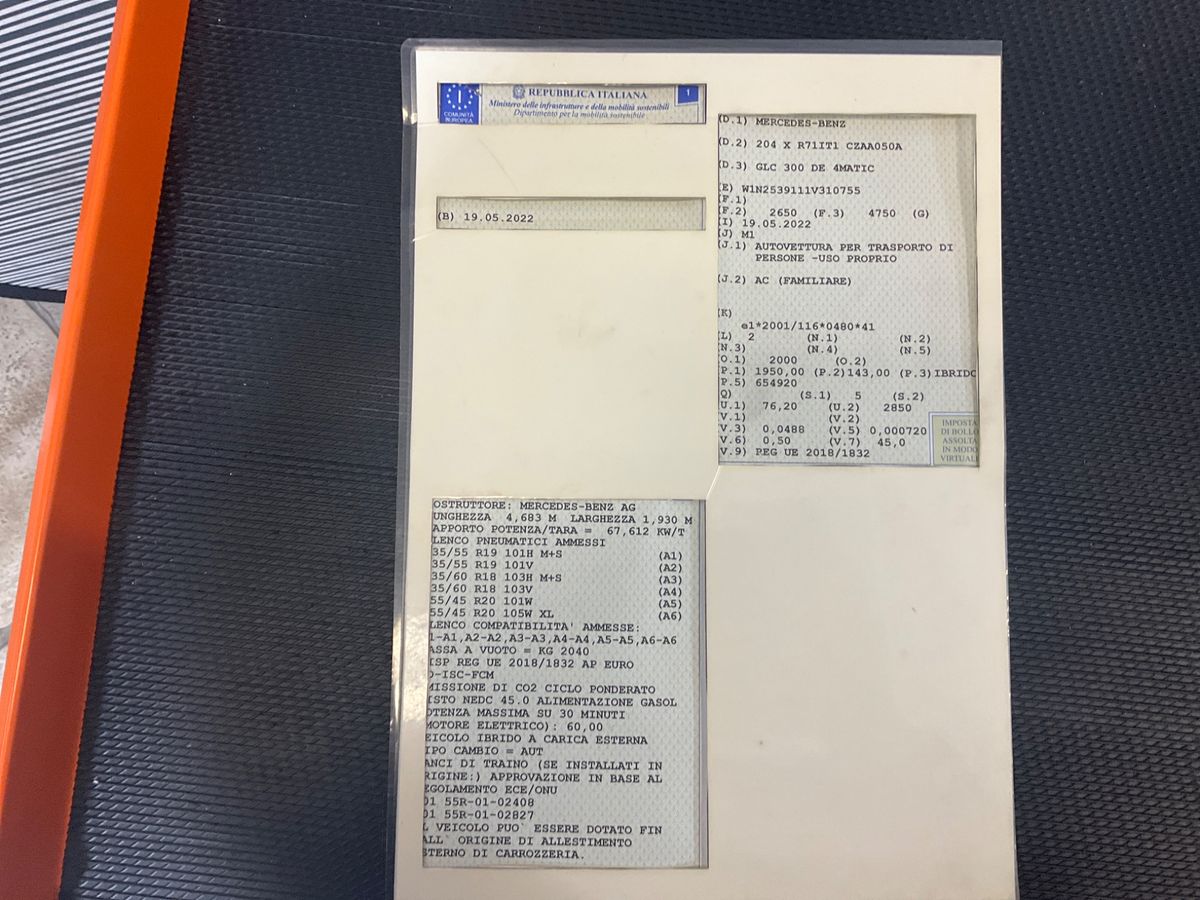 COMUNITÀ
EUROPEA
REPUBBLICA ITALIANA
Ministero delle infrastrutture e della mobilità sostenibili
Dipartimento per la mobilità sostenibile
1
(B) 19.05.2022
(D.1) MERCEDES-BENZ
(D.2) 204 X R71IT1 CZAA050A
(D.3) GLC 300 DE 4MATIC
(E) W1N2539111V310755
(F.1)
(F.2) 2650 (F.3) 4750 (G)
(I) 19.05.2022
(J) M1
(J.1) AUTOVETTURA PER TRASPORTO DI
PERSONE -USO PROPRIO
(J.2) AC (FAMILIARE)
(K)
e1*2001/116*0480*41
(L) 2 (N.1) (N.2)
(N.3) (N.4) (N.5)
(O.1) 2000 (O.2)
(P.1) 1950,00 (P.2)143,00 (P.3)IBRIDO
P.5) 654920
Q) (S.1) 5 (S.2)
U.1) 76,20 (U.2) 2850
V.1) (V.2)
V.3) 0,0488 (V.5) 0,000720
V.6) 0,50 (V.7) 45,0
V.9) PEG UE 2018/1832
IMPOSTA
DI BOLLO
ASSOLTA
IN MODO
VIRTUALE
OSTRUTTORE: MERCEDES-BENZ AG
UNGHEZZA 4,683 M LARGHEZZA 1,930 M
APPORTO POTENZA/TARA = 67,612 KW/T
LENCO PNEUMATICI AMMESSI
35/55 R19 101H M+S (A1)
35/55 R19 101V (A2)
35/60 R18 103H M+S (A3)
35/60 R18 103V (A4)
55/45 R20 101W (A5)
55/45 R20 105W XL (A6)
LENCO COMPATIBILITA' AMMESSE:
1-A1,A2-A2,A3-A3,A4-A4,A5-A5,A6-A6
ASSA A VUOTO = KG 2040
ISP REG UE 2018/1832 AP EURO
D-ISC-FCM
MISSIONE DI CO2 CICLO PONDERATO
ISTO NEDC 45.0 ALIMENTAZIONE GASOL
OTENZA MASSIMA SU 30 MINUTI
MOTORE ELETTRICO): 60,00
EICOLO IBRIDO A CARICA ESTERNA
IPO CAMBIO = AUT
ANCI DI TRAINO (SE INSTALLATI IN
RIGINE:) APPROVAZIONE IN BASE AL
EGOLAMENTO ECE/ONU
01 55R-01-02408
01 55R-01-02827
L VEICOLO PUO` ESSERE DOTATO FIN
ALL` ORIGINE DI ALLESTIMENTO
STERNO DI CARROZZERIA.